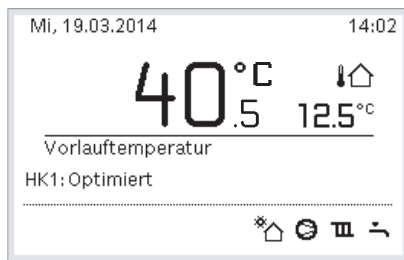 Mi, 19.03.2014 14:02
40.5 °C
12.5°C
Vorlauftemperatur
HK1: Optimiert